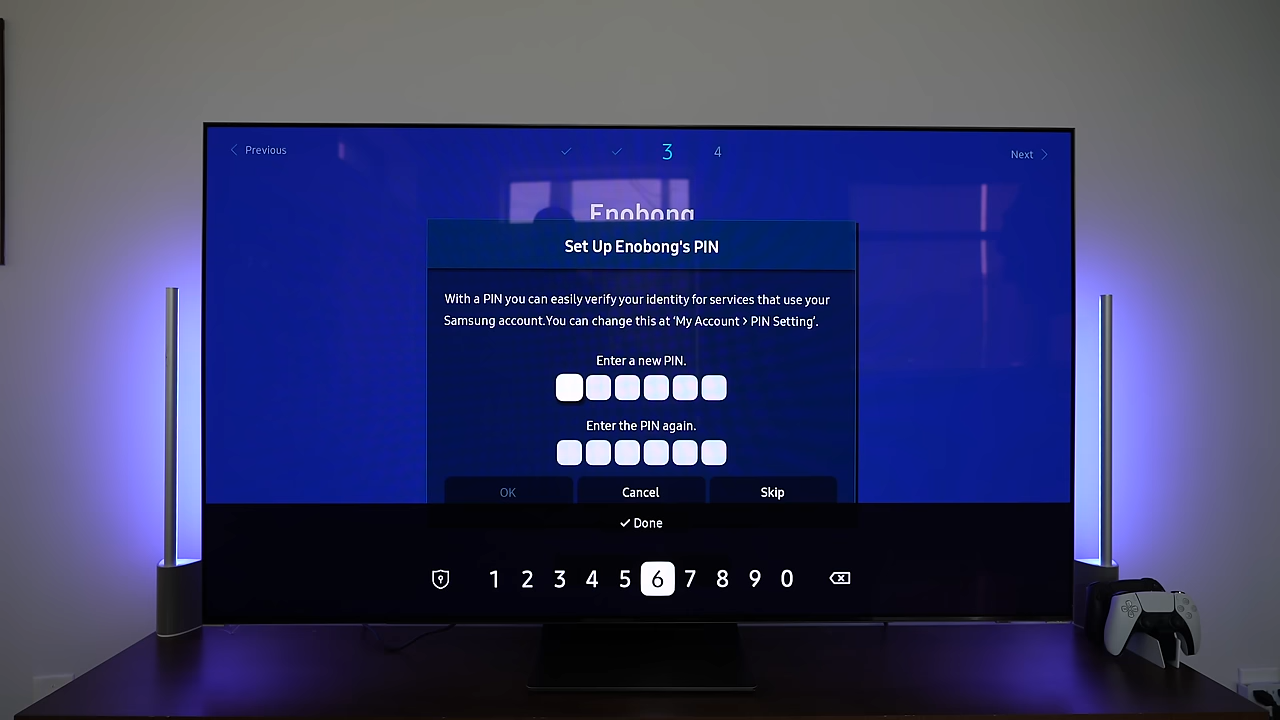 Previous
3
4
Next
Enobong
Set Up Enobong's PIN
With a PIN you can easily verify your identity for services that use your
Samsung account.You can change this at 'My Account > PIN Setting'.
Enter a new PIN.
Enter the PIN again.
OK
Cancel
Skip
Done
1 2 3 4 5 6 7 8 9 0